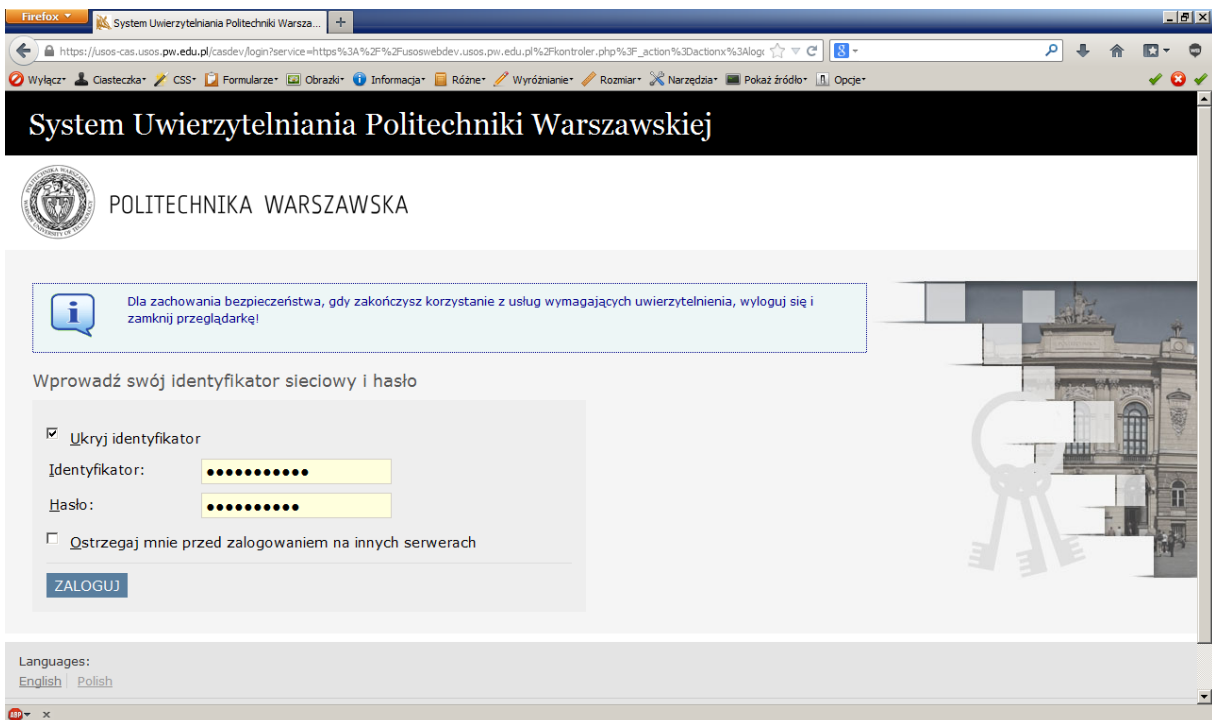 Firefox
System Uwierzytelniania Politechniki Warsza...
https://usos-cas.usos.pw.edu.pl/casdev/login?service=https%3A%2F%2Fusoswebdev.usos.pw.edu.pl%2Fkontroler.php%3F_action%3Dactionx%3Alog
Wyłącz Ciasteczka CSS Formularze Obrazki Informacja Różne Wyróżnianie Rozmiar Narzędzia Pokaż źródło Opcje
System Uwierzytelniania Politechniki Warszawskiej
POLITECHNIKA WARSZAWSKA
Dla zachowania bezpieczeństwa, gdy zakończysz korzystanie z usług wymagających uwierzytelnienia, wyloguj się i
zamknij przeglądarkę!
Wprowadź swój identyfikator sieciowy i hasło
Ukryj identyfikator
Identyfikator:
Hasło:
Ostrzegaj mnie przed zalogowaniem na innych serwerach
ZALOGUJ
Languages:
English Polish
ABP